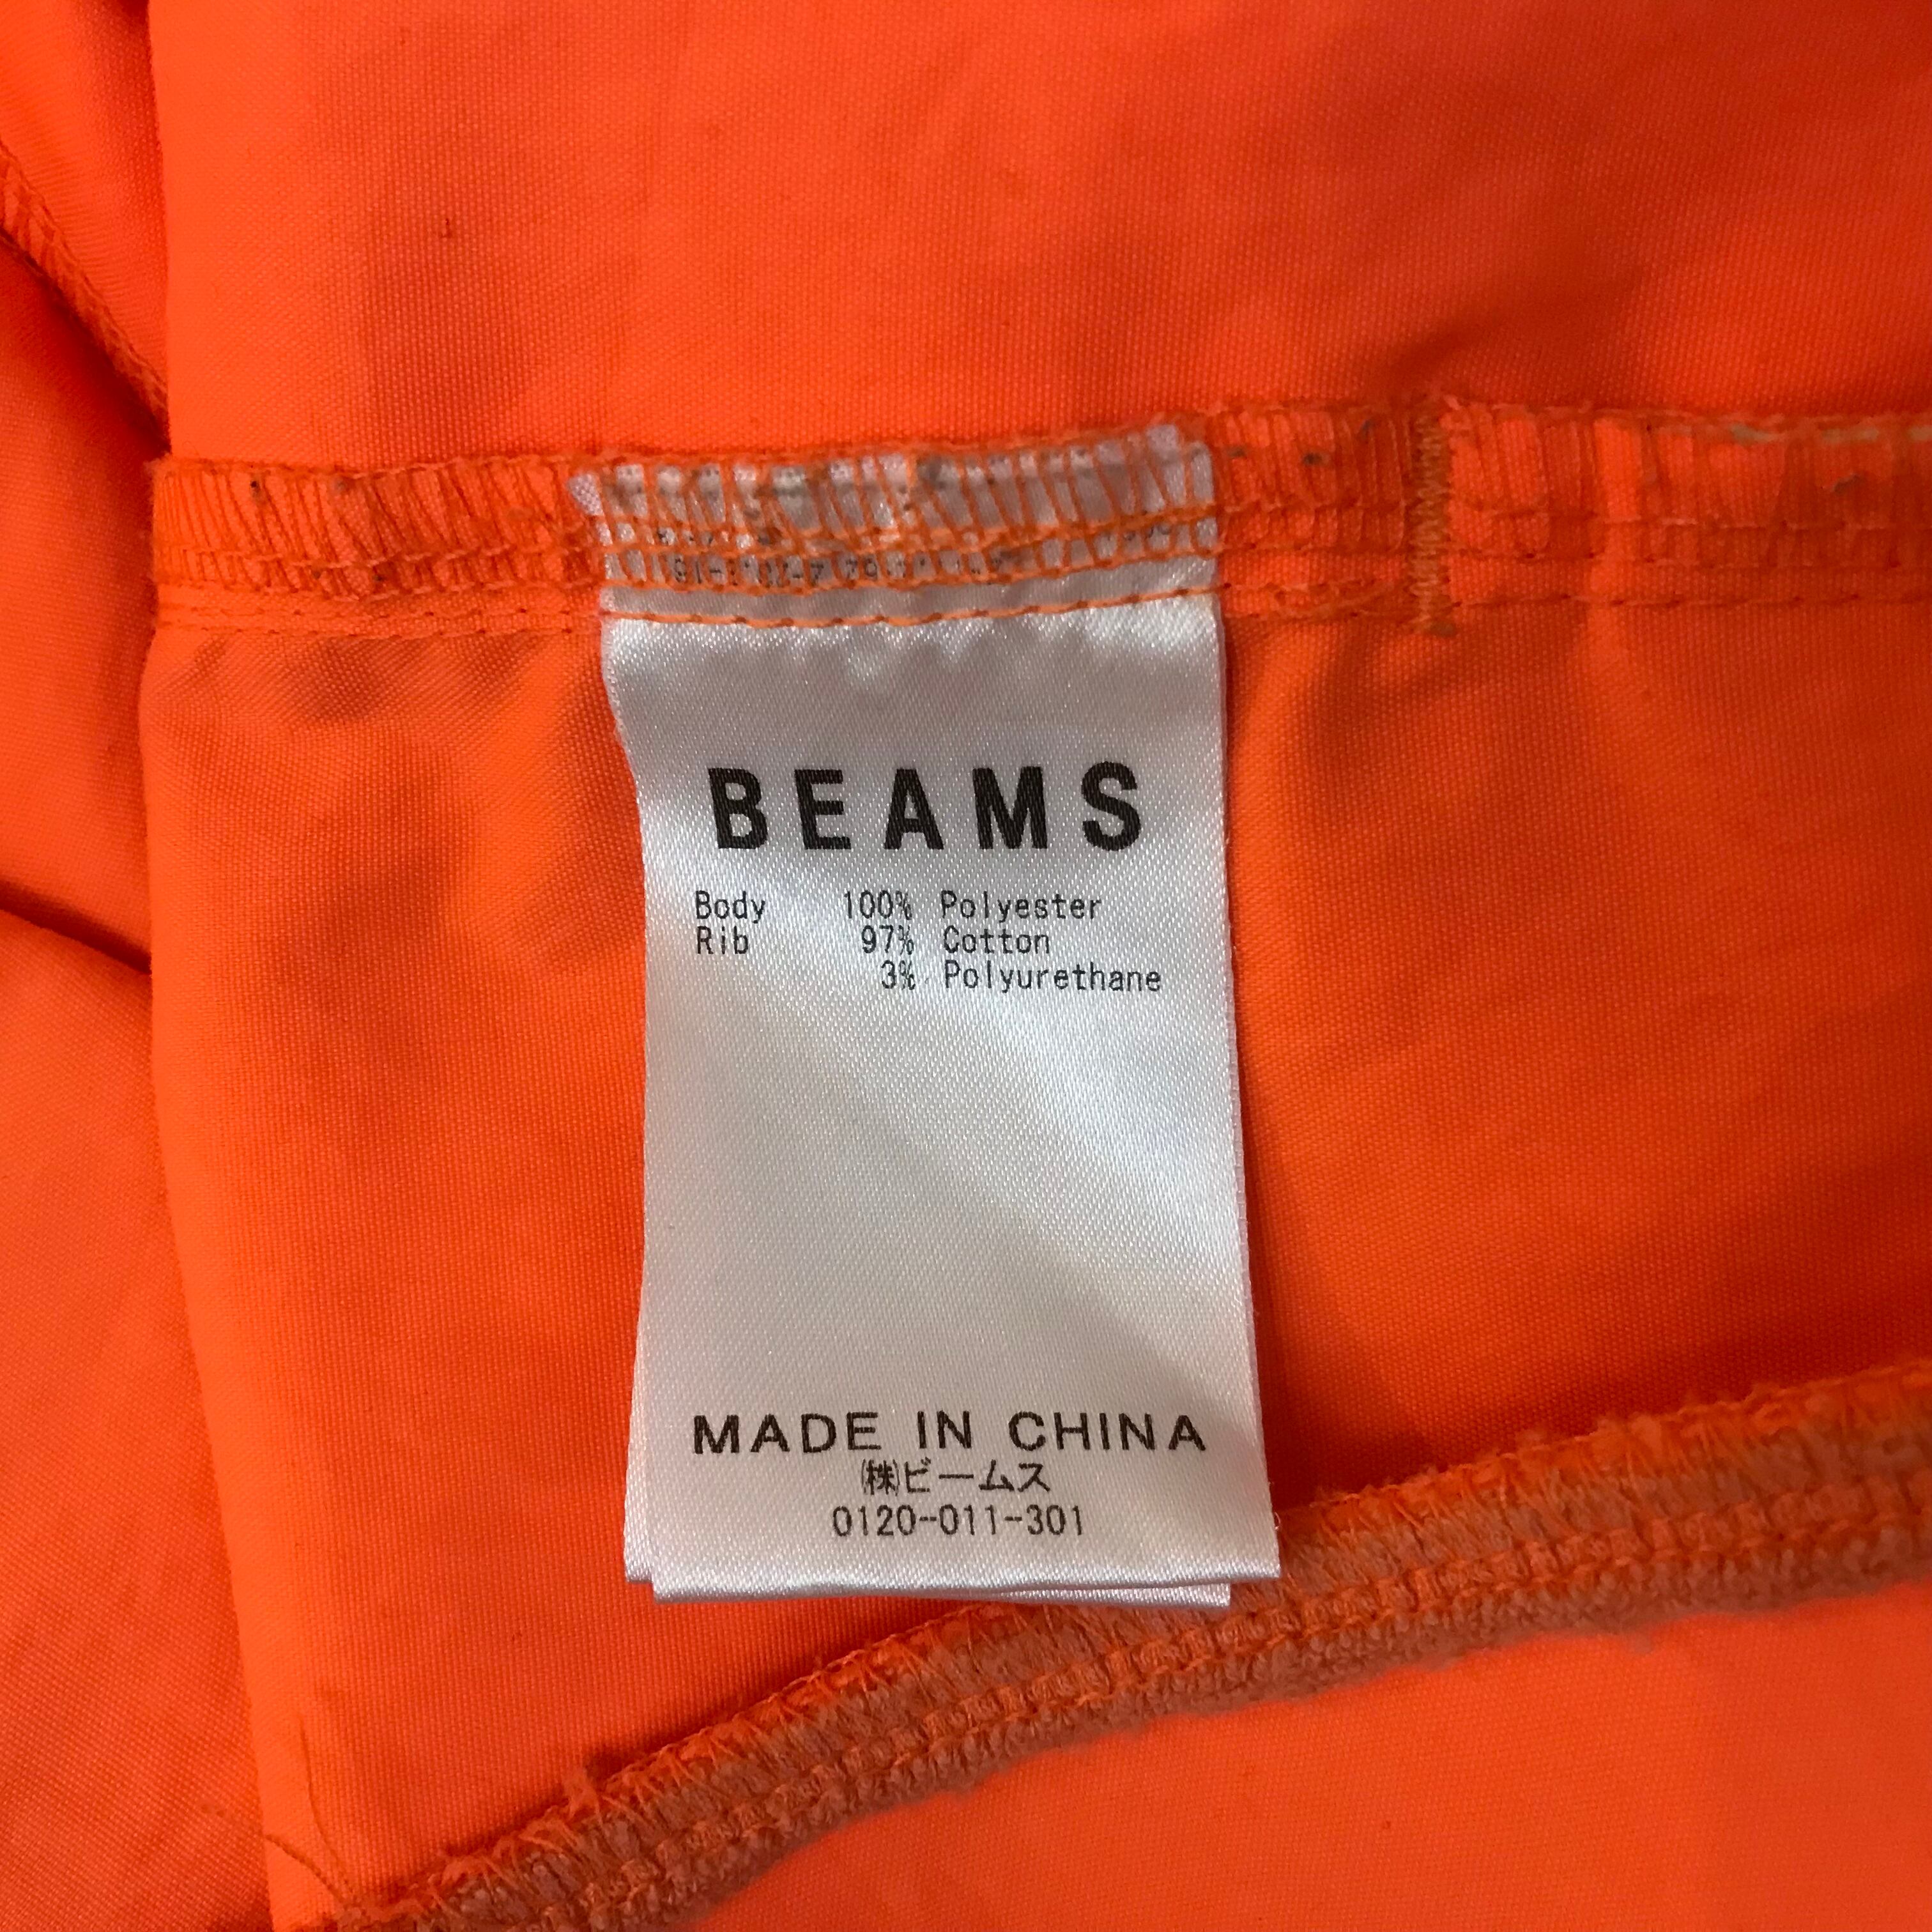 BEAMS
Body 100% Polyester
Rib 97% Cotton
3% Polyurethane
MADE IN CHINA
㈱ビームス
0120-011-301